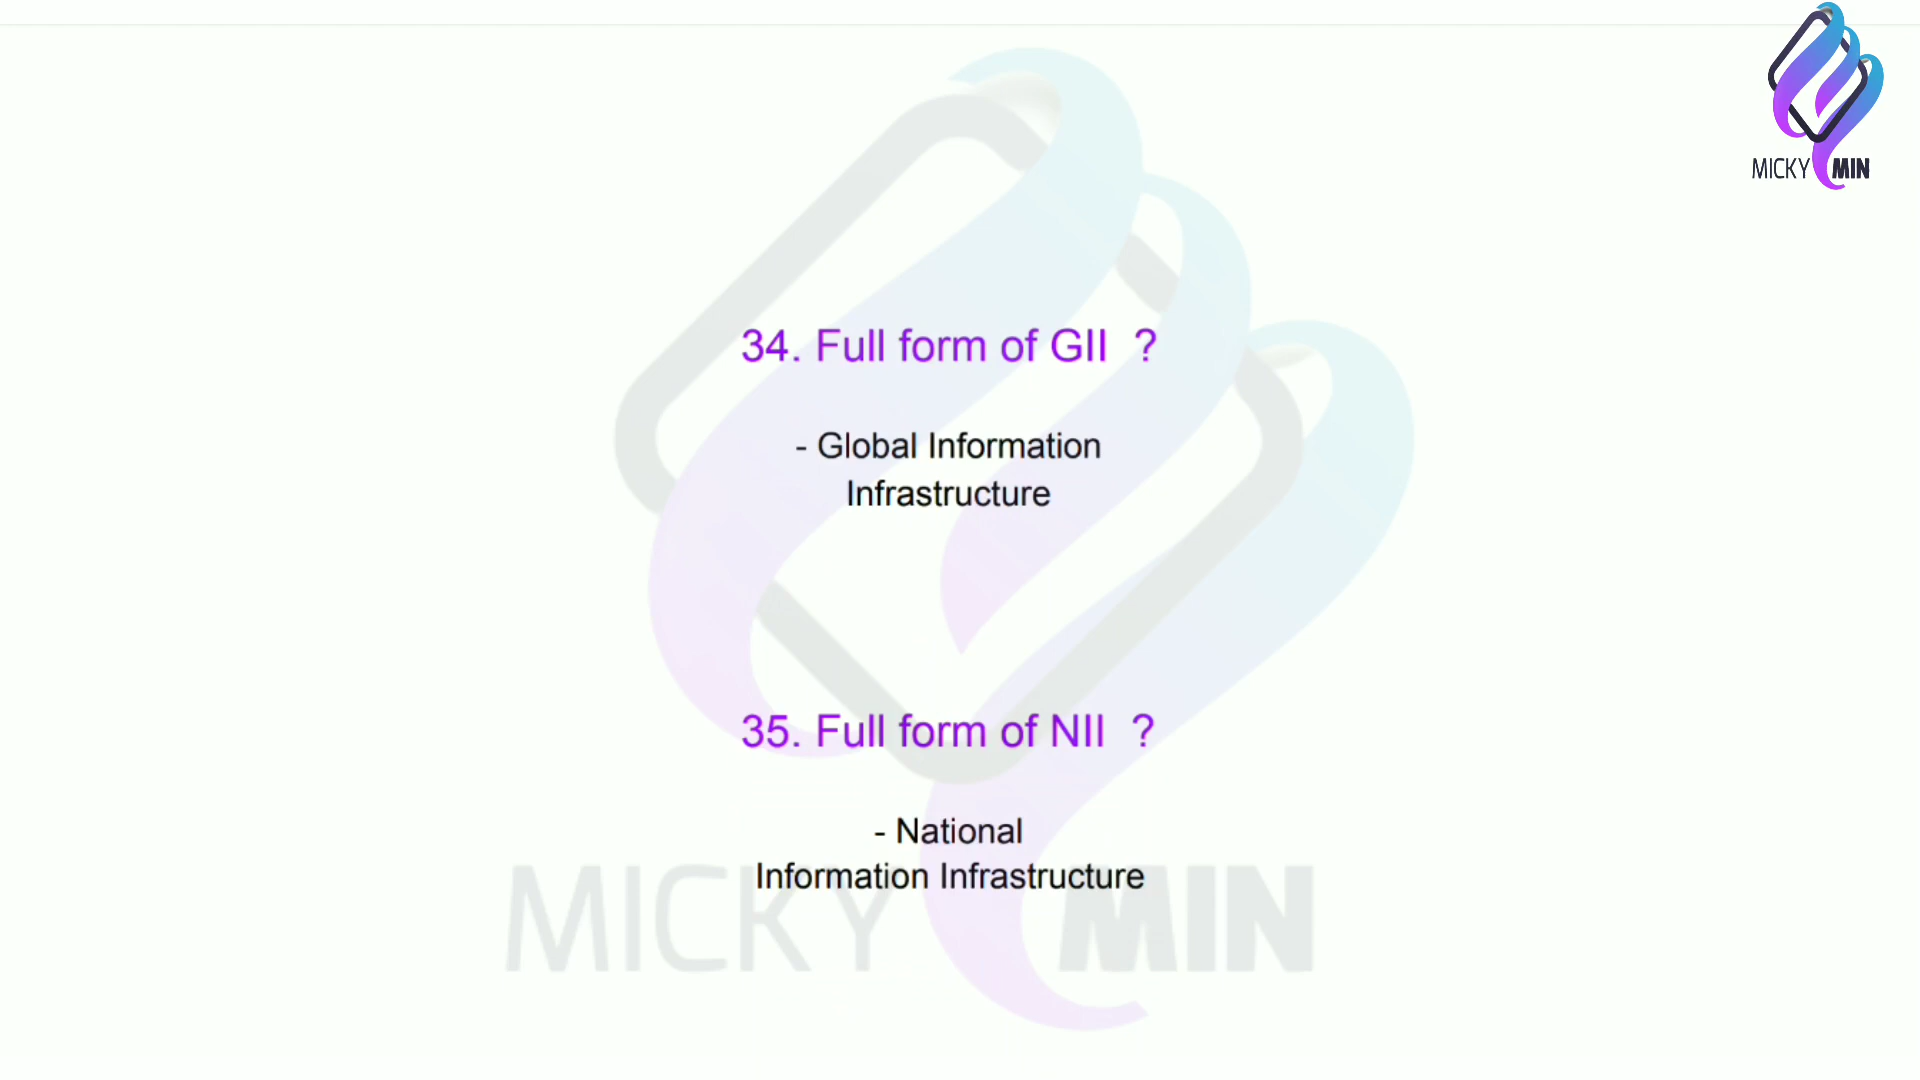 MICKY MIN
34. Full form of GII ?
- Global Information
Infrastructure
35. Full form of NII ?
- National
Information Infrastructure
MICKY MIN